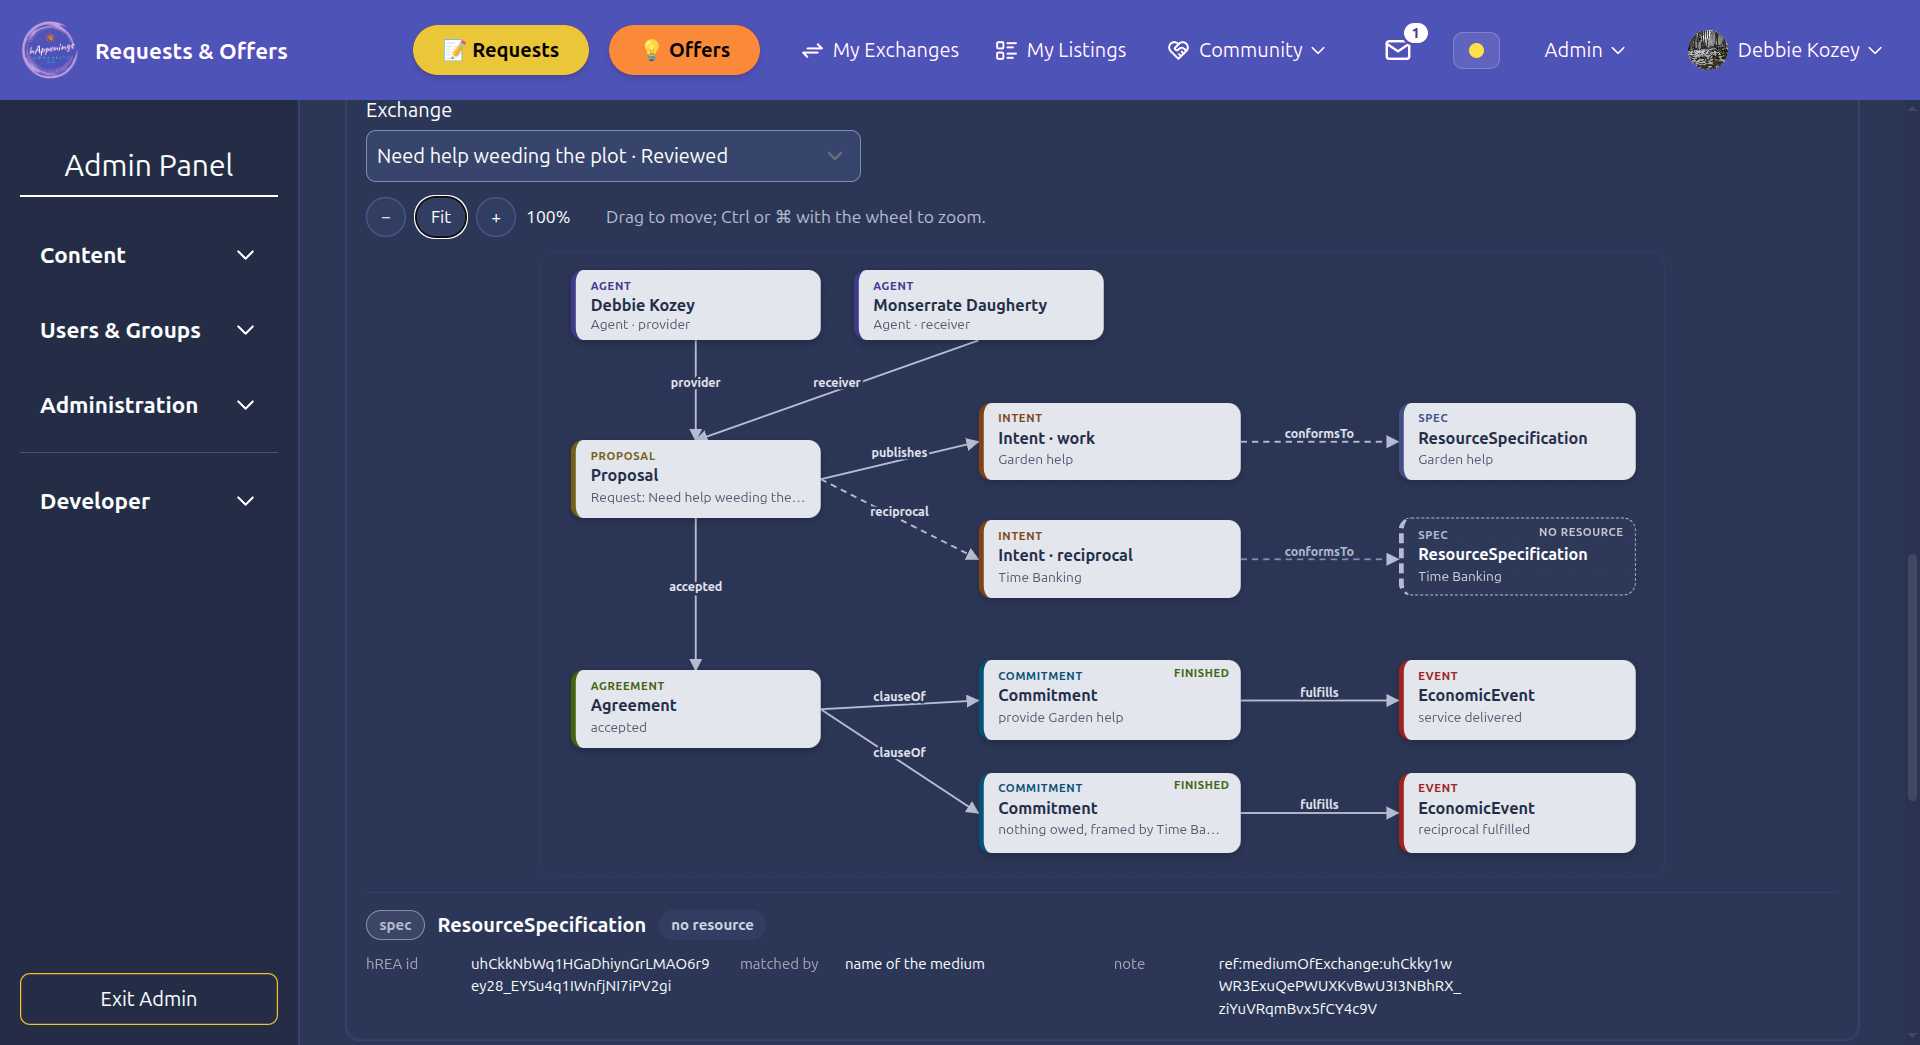 hAppenings
Requests & Offers
📝 Requests
💡 Offers
My Exchanges
My Listings
Community
1
Admin
Debbie Kozey
Admin Panel
Content
Users & Groups
Administration
Developer
Exit Admin
Exchange
Need help weeding the plot · Reviewed
−
Fit
+
100%
Drag to move; Ctrl or ⌘ with the wheel to zoom.
AGENT
Debbie Kozey
Agent · provider
AGENT
Monserrate Daugherty
Agent · receiver
provider
receiver
PROPOSAL
Proposal
Request: Need help weeding the…
publishes
reciprocal
INTENT
Intent · work
Garden help
conformsTo
SPEC
ResourceSpecification
Garden help
INTENT
Intent · reciprocal
Time Banking
conformsTo
SPEC
NO RESOURCE
ResourceSpecification
Time Banking
accepted
AGREEMENT
Agreement
accepted
clauseOf
clauseOf
COMMITMENT
FINISHED
Commitment
provide Garden help
fulfills
EVENT
EconomicEvent
service delivered
COMMITMENT
FINISHED
Commitment
nothing owed, framed by Time Ba…
fulfills
EVENT
EconomicEvent
reciprocal fulfilled
spec
ResourceSpecification
no resource
hREA id
uhCkkNbWq1HGaDhiynGrLMAO6r9
ey28_EYSu4q1IWnfjNI7iPV2gi
matched by
name of the medium
note
ref:mediumOfExchange:uhCkky1w
WR3ExuQePWUXKvBwU3I3NBhRX_
ziYuVRqmBvx5fCY4c9V